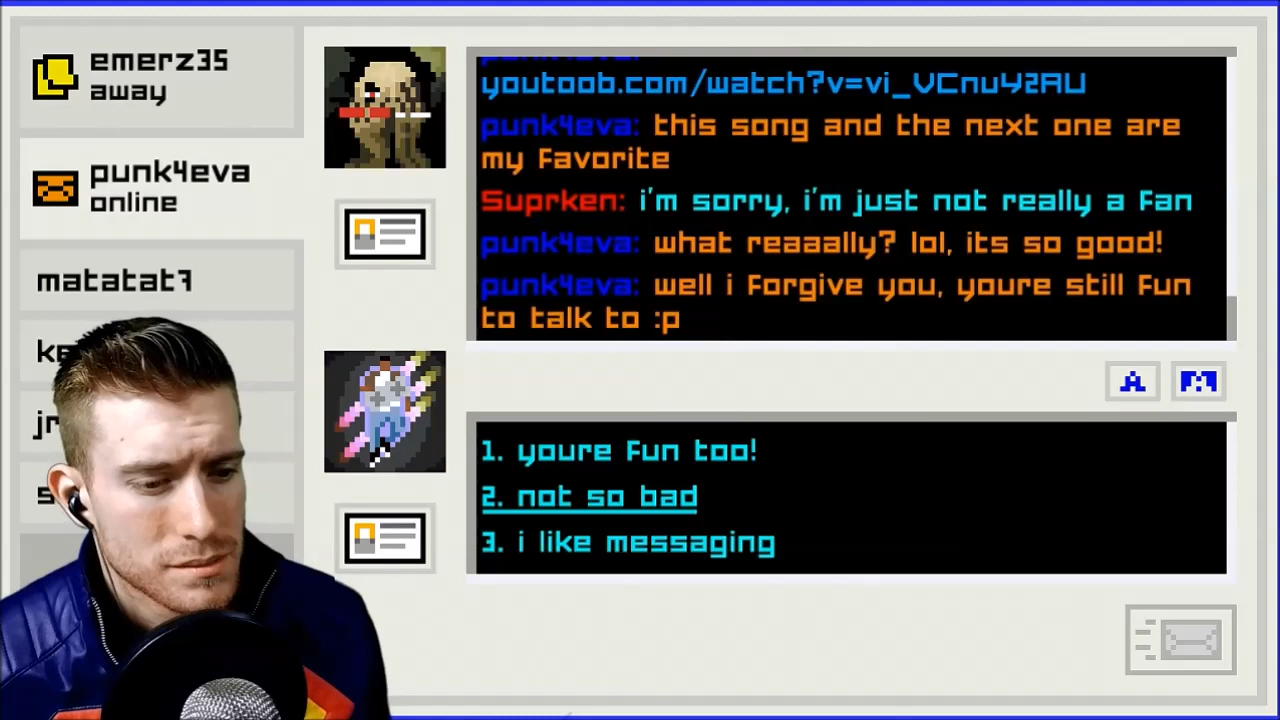 emerz35
away
punk4eva
online
matatat7
youtoob.com/watch?v=vi_VCnuY2AU
punk4eva: this song and the next one are
my Favorite
Suprken: i'm sorry, i'm just not really a Fan
punk4eva: what reaaally? lol, its so good!
punk4eva: well i Forgive you, youre still Fun
to talk to :p
A
1. youre Fun too!
2. not so bad
3. i like messaging